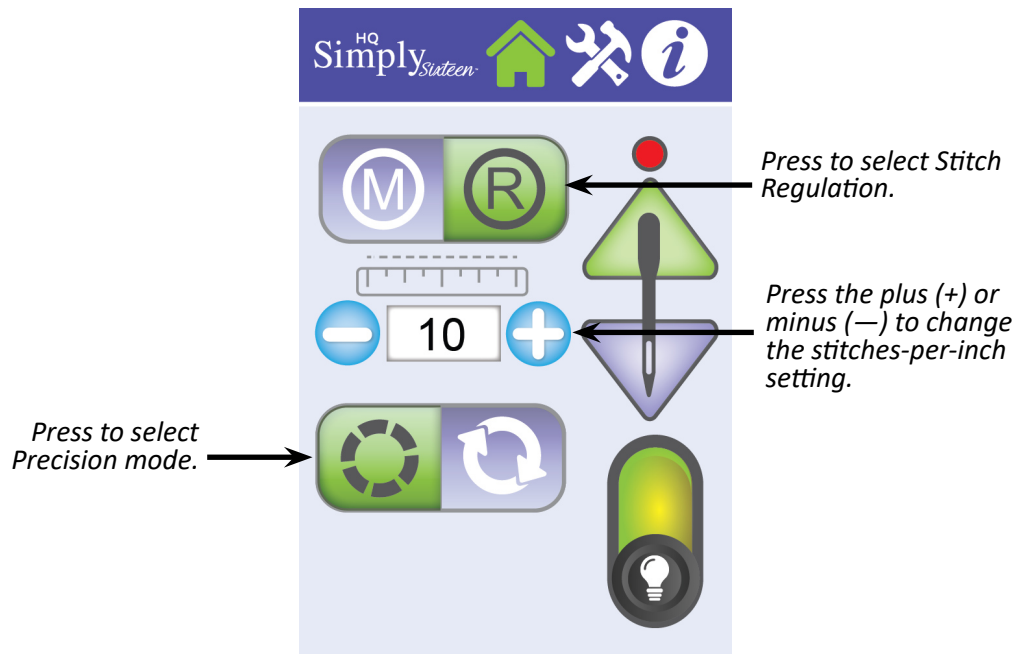 HQ
Simply Sixteen
i
M R
Press to select Stitch
Regulation.
10
Press the plus (+) or
minus (—) to change
the stitches-per-inch
setting.
Press to select
Precision mode.